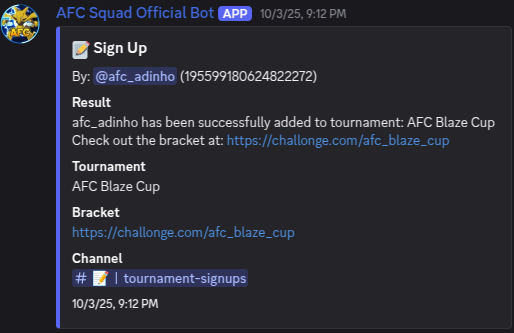 AFC Squad Official Bot APP 10/3/25, 9:12 PM
AFC
📝 Sign Up
By: @afc_adinho (195599180624822272)
Result
afc_adinho has been successfully added to tournament: AFC Blaze Cup
Check out the bracket at: https://challonge.com/afc_blaze_cup
Tournament
AFC Blaze Cup
Bracket
https://challonge.com/afc_blaze_cup
Channel
# 📝 | tournament-signups
10/3/25, 9:12 PM